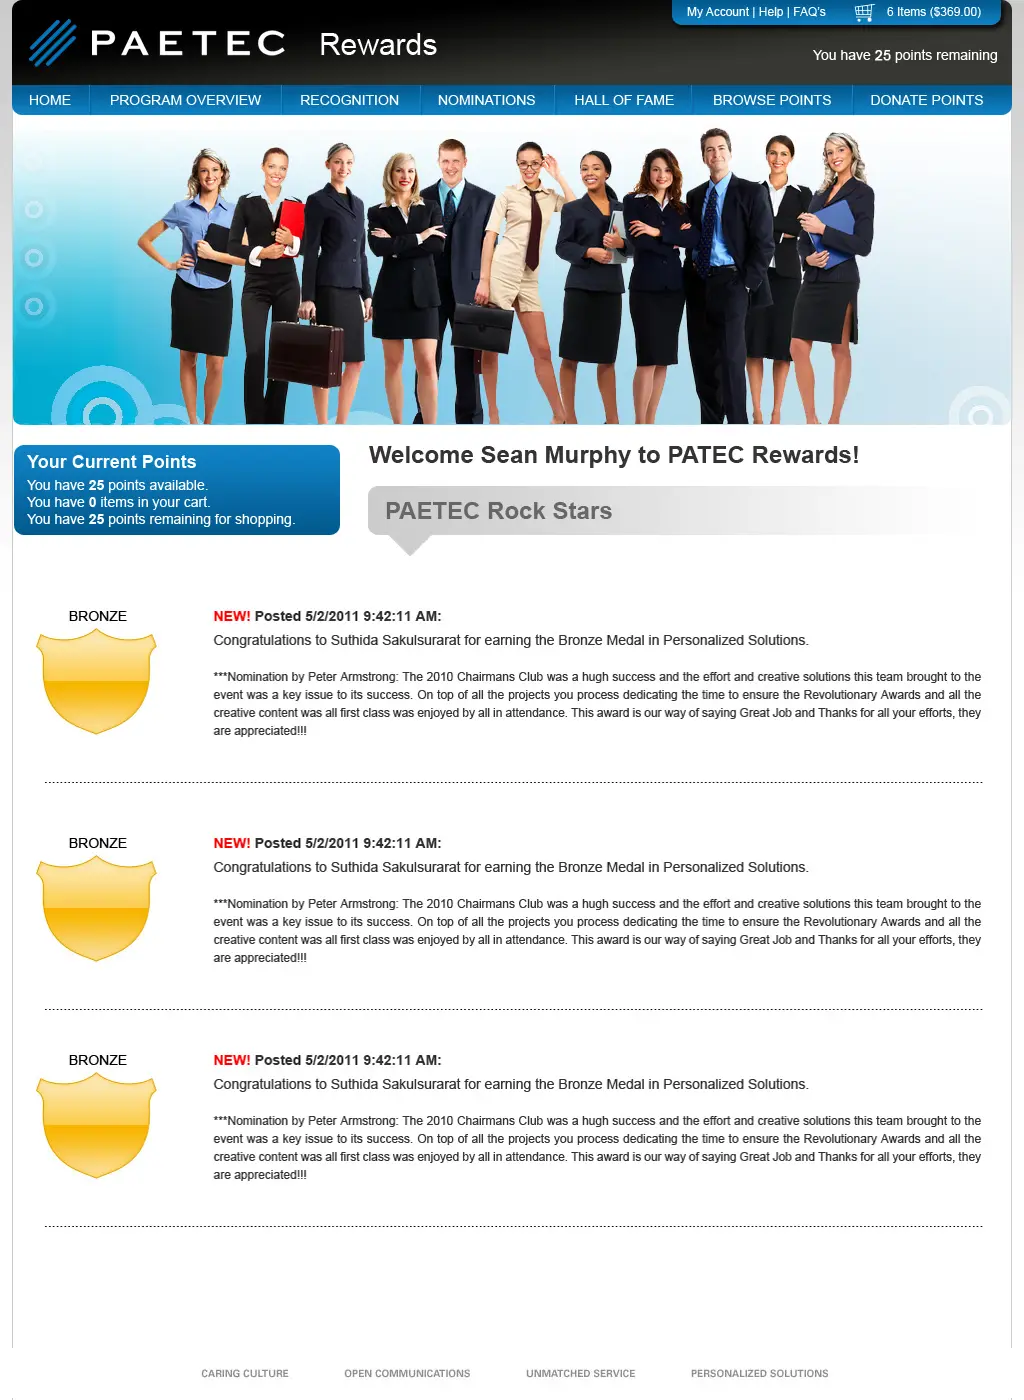 My Account | Help | FAQ's 6 Items ($369.00)
PAETEC Rewards
You have 25 points remaining
HOME PROGRAM OVERVIEW RECOGNITION NOMINATIONS HALL OF FAME BROWSE POINTS DONATE POINTS
Your Current Points
You have 25 points available.
You have 0 items in your cart.
You have 25 points remaining for shopping.
Welcome Sean Murphy to PATEC Rewards!
PAETEC Rock Stars
BRONZE
NEW! Posted 5/2/2011 9:42:11 AM:
Congratulations to Suthida Sakulsurarat for earning the Bronze Medal in Personalized Solutions.
***Nomination by Peter Armstrong: The 2010 Chairmans Club was a hugh success and the effort and creative solutions this team brought to the
event was a key issue to its success. On top of all the projects you process dedicating the time to ensure the Revolutionary Awards and all the
creative content was all first class was enjoyed by all in attendance. This award is our way of saying Great Job and Thanks for all your efforts, they
are appreciated!!!
BRONZE
NEW! Posted 5/2/2011 9:42:11 AM:
Congratulations to Suthida Sakulsurarat for earning the Bronze Medal in Personalized Solutions.
***Nomination by Peter Armstrong: The 2010 Chairmans Club was a hugh success and the effort and creative solutions this team brought to the
event was a key issue to its success. On top of all the projects you process dedicating the time to ensure the Revolutionary Awards and all the
creative content was all first class was enjoyed by all in attendance. This award is our way of saying Great Job and Thanks for all your efforts, they
are appreciated!!!
BRONZE
NEW! Posted 5/2/2011 9:42:11 AM:
Congratulations to Suthida Sakulsurarat for earning the Bronze Medal in Personalized Solutions.
***Nomination by Peter Armstrong: The 2010 Chairmans Club was a hugh success and the effort and creative solutions this team brought to the
event was a key issue to its success. On top of all the projects you process dedicating the time to ensure the Revolutionary Awards and all the
creative content was all first class was enjoyed by all in attendance. This award is our way of saying Great Job and Thanks for all your efforts, they
are appreciated!!!
CARING CULTURE OPEN COMMUNICATIONS UNMATCHED SERVICE PERSONALIZED SOLUTIONS